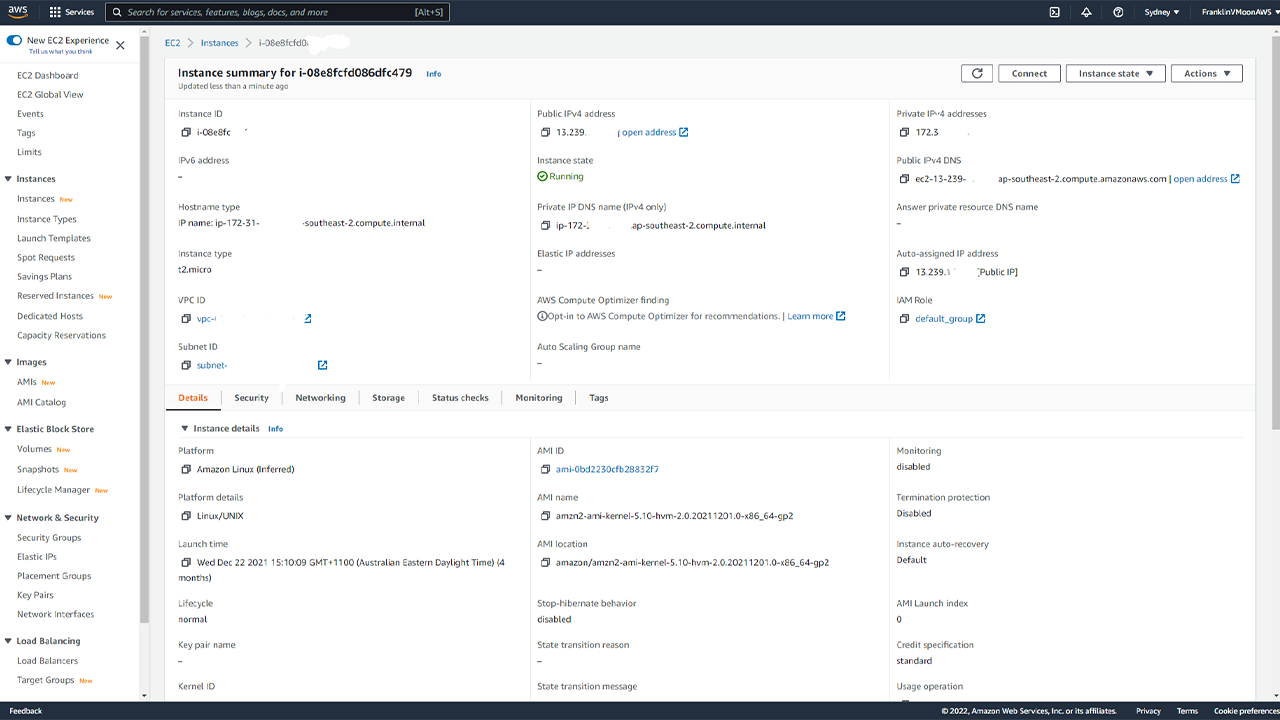 aws
Services
Search for services, features, blogs, docs, and more
[Alt+S]
Sydney
FranklinVMoonAWS
New EC2 Experience
Tell us what you think
EC2 Dashboard
EC2 Global View
Events
Tags
Limits
Instances
Instances New
Instance Types
Launch Templates
Spot Requests
Savings Plans
Reserved Instances New
Dedicated Hosts
Capacity Reservations
Images
AMIs New
AMI Catalog
Elastic Block Store
Volumes New
Snapshots New
Lifecycle Manager New
Network & Security
Security Groups
Elastic IPs
Placement Groups
Key Pairs
Network Interfaces
Load Balancing
Load Balancers
Target Groups New
EC2 > Instances > i-08e8fcfd0
Instance summary for i-08e8fcfd086dfc479 Info
Updated less than a minute ago
Connect
Instance state
Actions
Instance ID
i-08e8fc
Public IPv4 address
13.239. | open address
Private IPv4 addresses
172.3
IPv6 address
–
Instance state
Running
Public IPv4 DNS
ec2-13-239- ap-southeast-2.compute.amazonaws.com | open address
Hostname type
IP name: ip-172-31- -southeast-2.compute.internal
Private IP DNS name (IPv4 only)
ip-172- .ap-southeast-2.compute.internal
Answer private resource DNS name
–
Instance type
t2.micro
Elastic IP addresses
–
Auto-assigned IP address
13.239. [Public IP]
VPC ID
vpc-
AWS Compute Optimizer finding
Opt-in to AWS Compute Optimizer for recommendations. | Learn more
IAM Role
default_group
Subnet ID
subnet-
Auto Scaling Group name
–
Details
Security
Networking
Storage
Status checks
Monitoring
Tags
Instance details Info
Platform
Amazon Linux (Inferred)
AMI ID
ami-0bd2230cfb28832f7
Monitoring
disabled
Platform details
Linux/UNIX
AMI name
amzn2-ami-kernel-5.10-hvm-2.0.20211201.0-x86_64-gp2
Termination protection
Disabled
Launch time
Wed Dec 22 2021 15:10:09 GMT+1100 (Australian Eastern Daylight Time) (4
months)
AMI location
amazon/amzn2-ami-kernel-5.10-hvm-2.0.20211201.0-x86_64-gp2
Instance auto-recovery
Default
Lifecycle
normal
Stop-hibernate behavior
disabled
AMI Launch index
0
Key pair name
–
State transition reason
–
Credit specification
standard
Kernel ID
State transition message
Usage operation
Feedback
© 2022, Amazon Web Services, Inc. or its affiliates.
Privacy
Terms
Cookie preferences